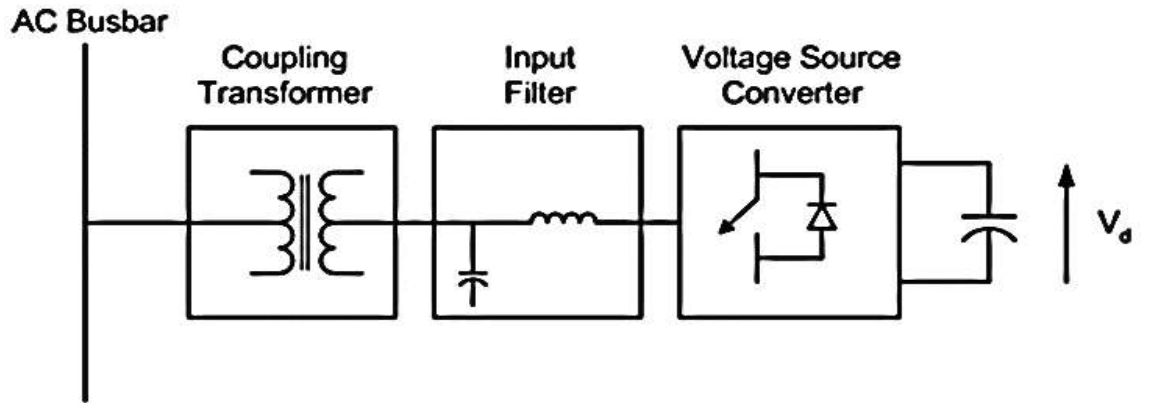 AC Busbar
Coupling
Transformer
Input
Filter
Voltage Source
Converter
Vd